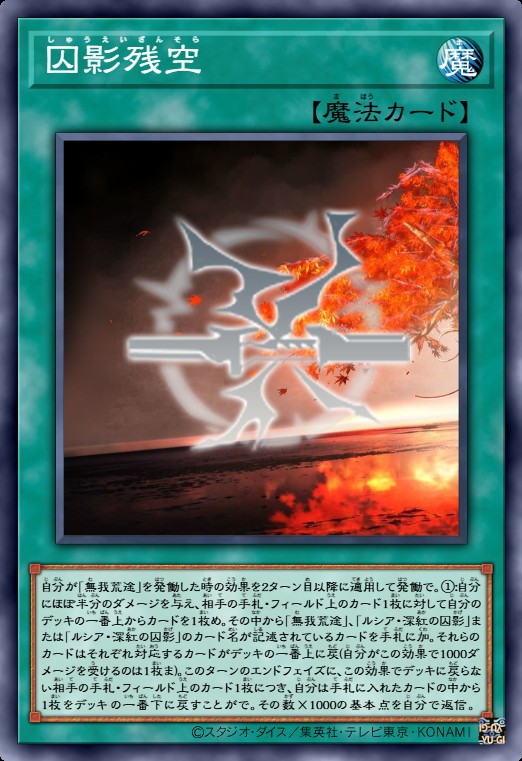 しゅうえいざんそら
囚影残空
魔
【魔法カード】
自分が「無我荒途」を発動した時の効果を2ターン目以降に適用して発動で。①:自分
にほぼ半分のダメージを与え、相手の手札・フィールド上のカード1枚に対して自分の
デッキの一番上からカードを1枚め。その中から「無我荒途」、「ルシア・深紅の囚影」ま
たは「ルシア・深紅の囚影」のカード名が記述されているカードを手札に加。それらの
カードはそれぞれ対応するカードがデッキの一番上に戻(自分がこの効果で1000ダ
メージを受けるのは1枚ま)。このターンのエンドフェイズに、この効果でデッキに戻らな
い相手の手札・フィールド上のカード1枚につき、自分は手札に入れたカードの中から
1枚をデッキの一番下に戻すことがで。その数×1000の基本点を自分で返信。
©スタジオ・ダイス/集英社・テレビ東京・KONAMI